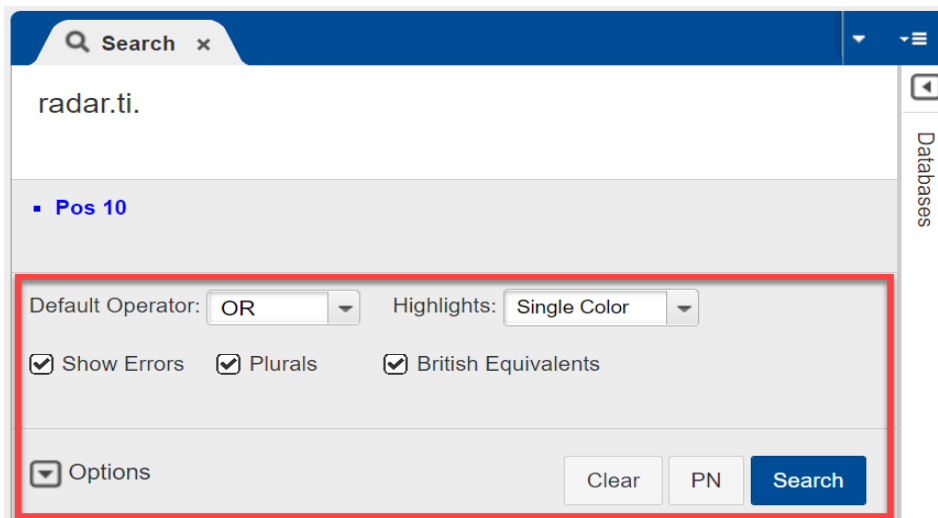 Search
radar.ti.
Databases
Pos 10
Default Operator: OR Highlights: Single Color
Show Errors Plurals British Equivalents
Options Clear PN Search